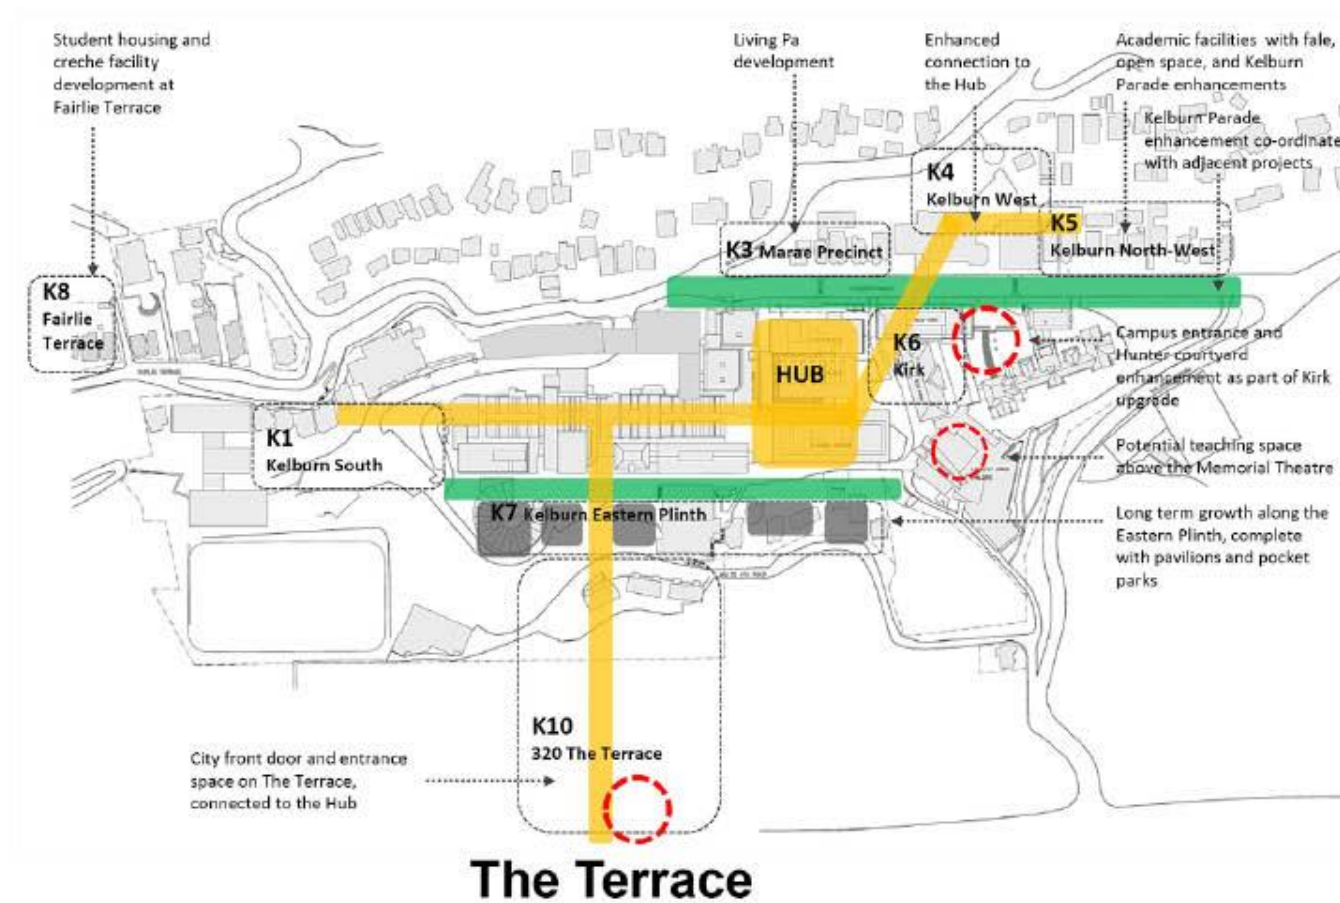 Student housing and
creche facility
development at
Fairlie Terrace
Living Pa
development
Enhanced
connection to
the Hub
Academic facilities with fale,
open space, and Kelburn
Parade enhancements
Kelburn Parade
enhancement co-ordinate
with adjacent projects
K4
Kelburn West
K5
Kelburn North-West
K3 Marae Precinct
K8
Fairlie
Terrace
HUB
K6
Kirk
Campus entrance and
Hunter courtyard
enhancement as part of Kirk
upgrade
K1
Kelburn South
Potential teaching space
above the Memorial Theatre
K7 Kelburn Eastern Plinth
Long term growth along the
Eastern Plinth, complete
with pavilions and pocket
parks
K10
320 The Terrace
City front door and entrance
space on The Terrace,
connected to the Hub
The Terrace